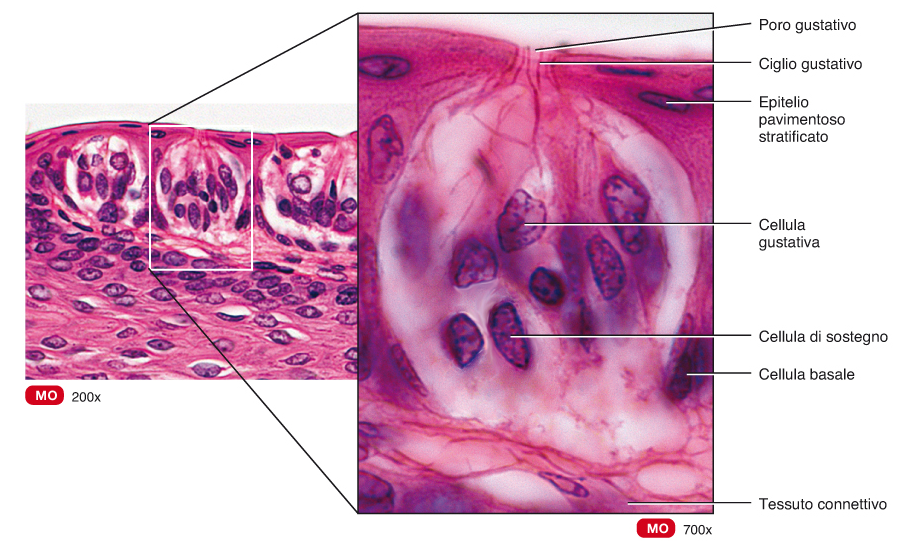 Poro gustativo
Ciglio gustativo
Epitelio
pavimentoso
stratificato
Cellula
gustativa
Cellula di sostegno
Cellula basale
Tessuto connettivo
MO 200x
MO 700x